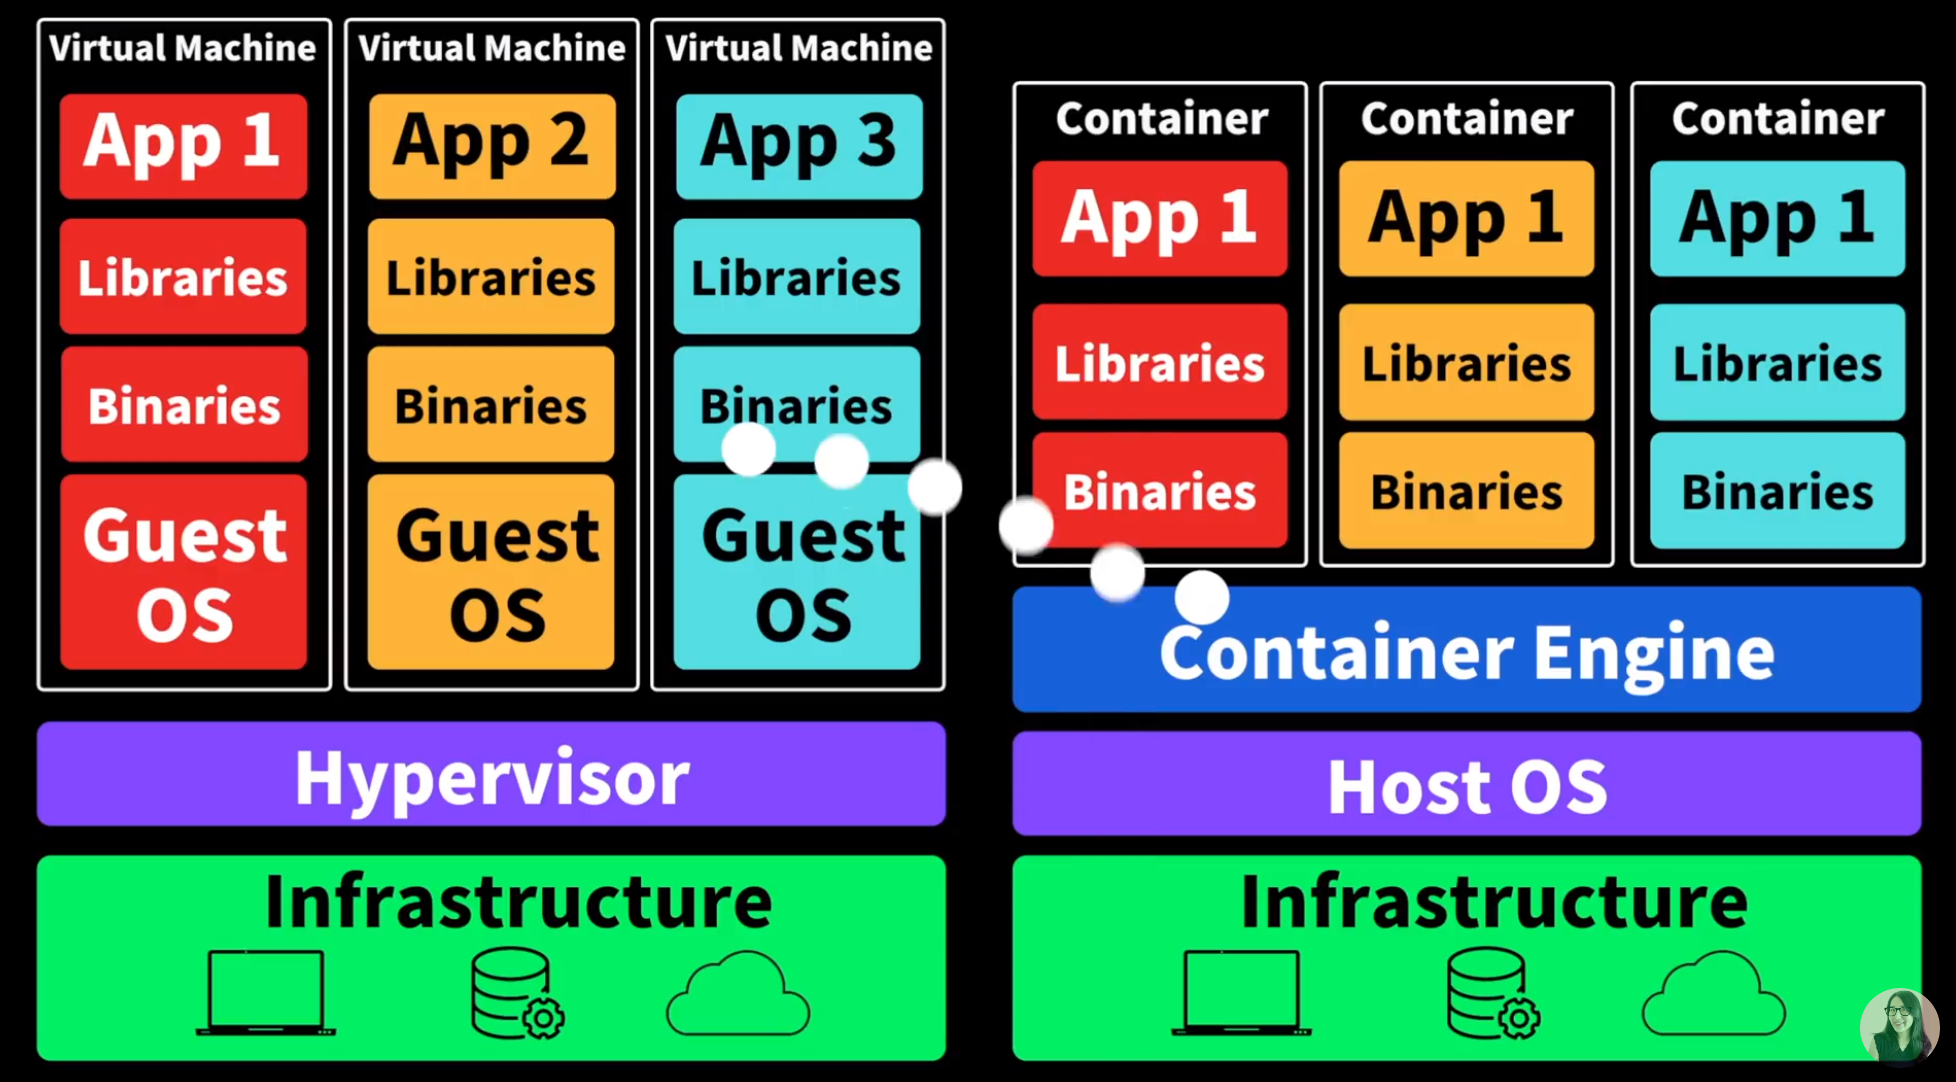 Virtual Machine
App 1
Libraries
Binaries
Guest
OS
Virtual Machine
App 2
Libraries
Binaries
Guest
OS
Virtual Machine
App 3
Libraries
Binaries
Guest
OS
Hypervisor
Infrastructure
Container
App 1
Libraries
Binaries
Container
App 1
Libraries
Binaries
Container
App 1
Libraries
Binaries
Container Engine
Host OS
Infrastructure